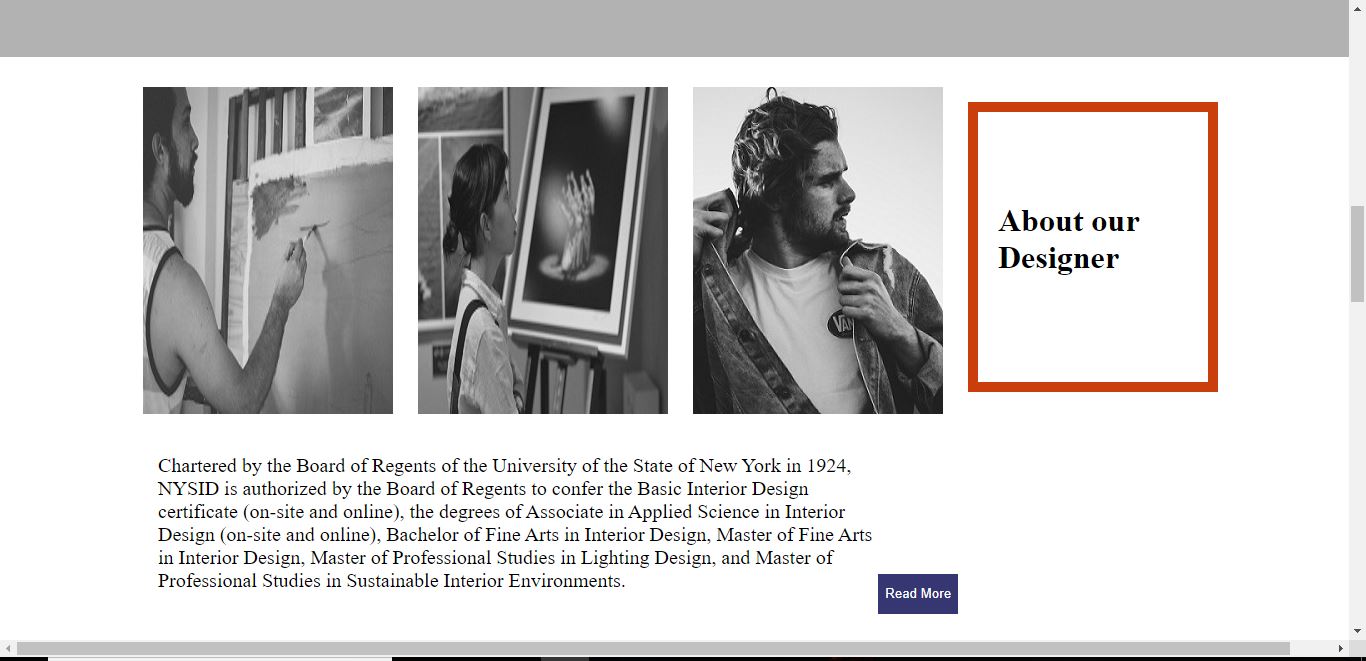 VAN
About our
Designer
Chartered by the Board of Regents of the University of the State of New York in 1924,
NYSID is authorized by the Board of Regents to confer the Basic Interior Design
certificate (on-site and online), the degrees of Associate in Applied Science in Interior
Design (on-site and online), Bachelor of Fine Arts in Interior Design, Master of Fine Arts
in Interior Design, Master of Professional Studies in Lighting Design, and Master of
Professional Studies in Sustainable Interior Environments.
Read More